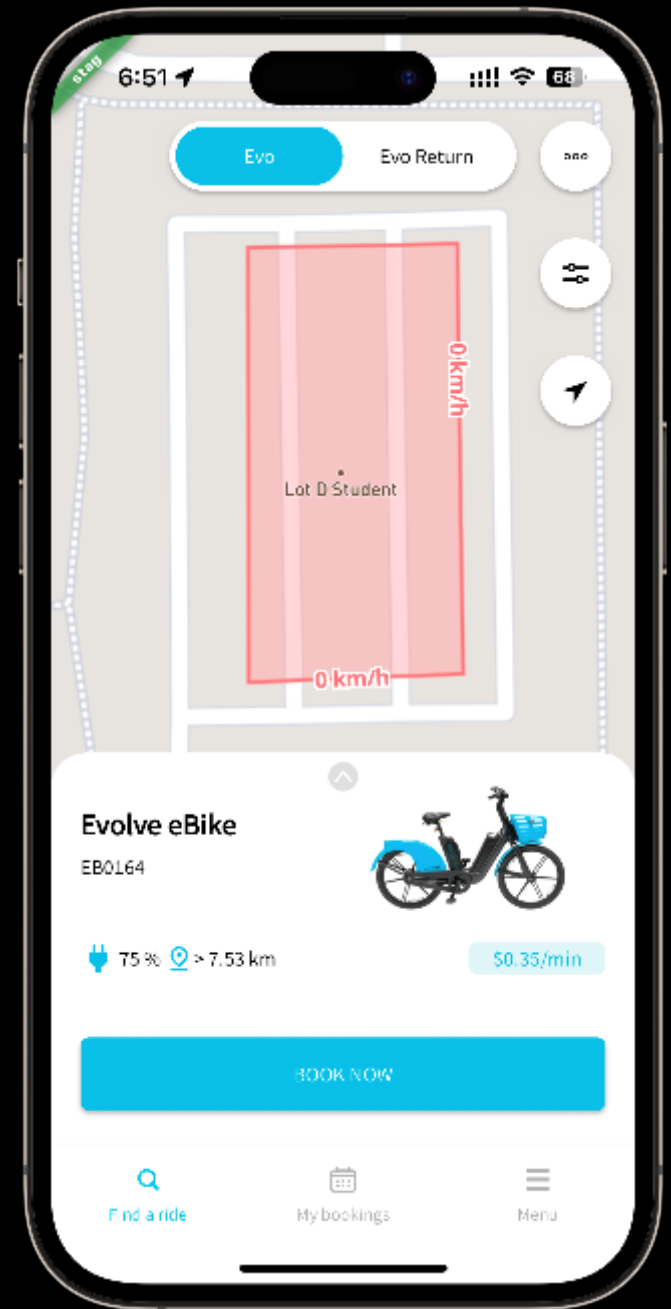 stag
6:51
68
Evo
Evo Return
0 km/h
Lot D Student
0 km/h
Evolve eBike
EB0164
75 %
> 7.53 km
$0.35/min
BOOK NOW
Find a ride
My bookings
Menu